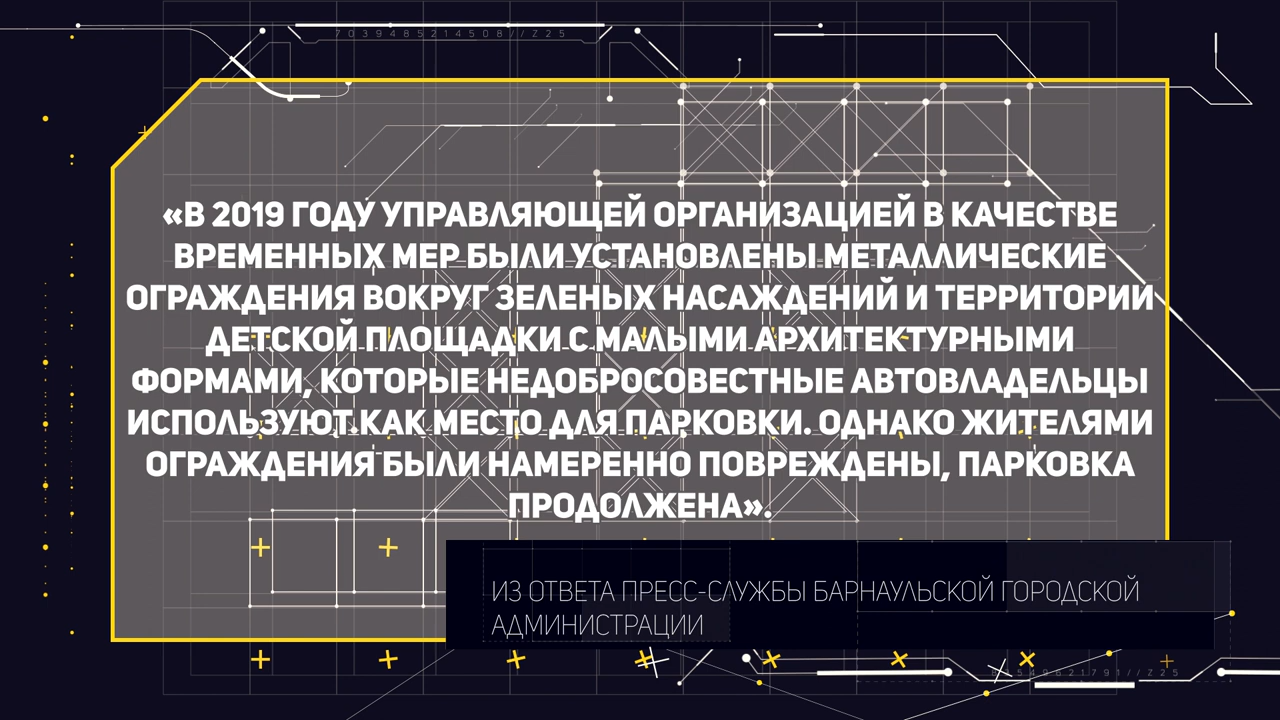 7039485214508//Z25
«В 2019 ГОДУ УПРАВЛЯЮЩЕЙ ОРГАНИЗАЦИЕЙ В КАЧЕСТВЕ
ВРЕМЕННЫХ МЕР БЫЛИ УСТАНОВЛЕНЫ МЕТАЛЛИЧЕСКИЕ
ОГРАЖДЕНИЯ ВОКРУГ ЗЕЛЕНЫХ НАСАЖДЕНИЙ И ТЕРРИТОРИИ
ДЕТСКОЙ ПЛОЩАДКИ С МАЛЫМИ АРХИТЕКТУРНЫМИ
ФОРМАМИ, КОТОРЫЕ НЕДОБРОСОВЕСТНЫЕ АВТОВЛАДЕЛЬЦЫ
ИСПОЛЬЗУЮТ КАК МЕСТО ДЛЯ ПАРКОВКИ. ОДНАКО ЖИТЕЛЯМИ
ОГРАЖДЕНИЯ БЫЛИ НАМЕРЕННО ПОВРЕЖДЕНЫ, ПАРКОВКА
ПРОДОЛЖЕНА».
ИЗ ОТВЕТА ПРЕСС-СЛУЖБЫ БАРНАУЛЬСКОЙ ГОРОДСКОЙ
АДМИНИСТРАЦИИ